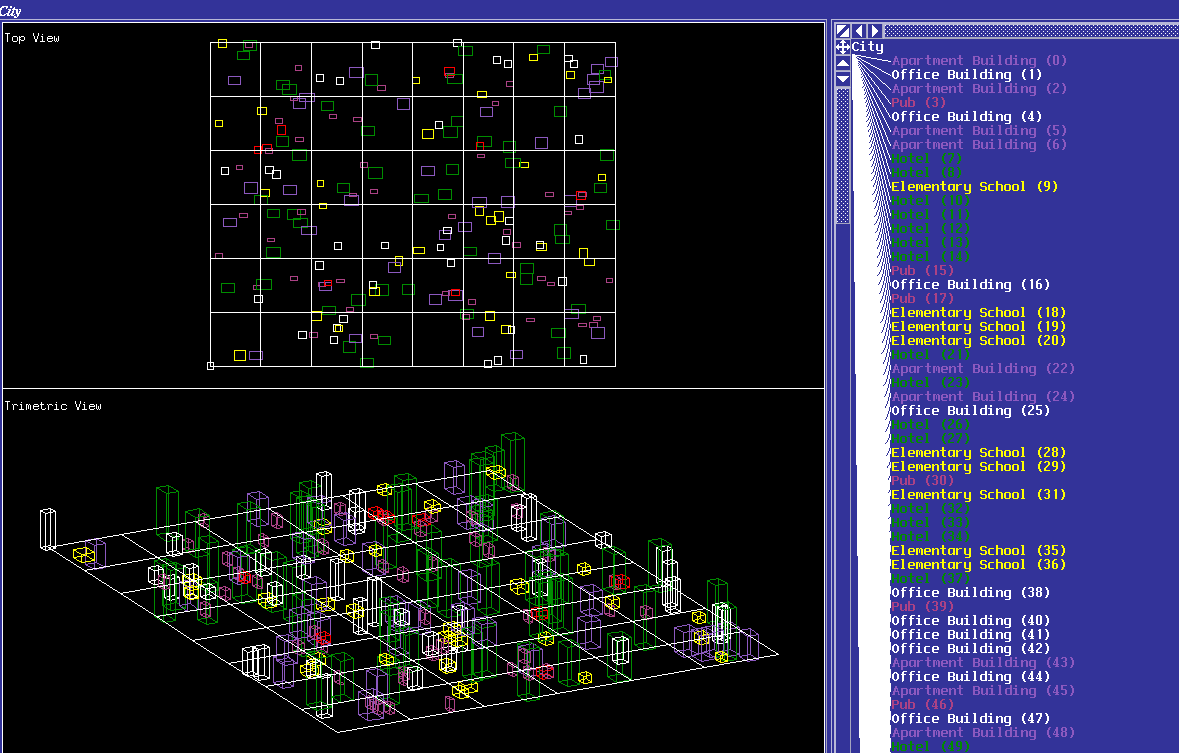 City
Top View
Trimetric View
City
Apartment Building (0)
Office Building (1)
Apartment Building (2)
Pub (3)
Office Building (4)
Apartment Building (5)
Apartment Building (6)
Hotel (7)
Hotel (8)
Elementary School (9)
Hotel (10)
Hotel (11)
Hotel (12)
Hotel (13)
Hotel (14)
Pub (15)
Office Building (16)
Pub (17)
Elementary School (18)
Elementary School (19)
Elementary School (20)
Hotel (21)
Apartment Building (22)
Hotel (23)
Apartment Building (24)
Office Building (25)
Hotel (26)
Hotel (27)
Elementary School (28)
Elementary School (29)
Pub (30)
Elementary School (31)
Hotel (32)
Hotel (33)
Hotel (34)
Elementary School (35)
Elementary School (36)
Hotel (37)
Office Building (38)
Pub (39)
Office Building (40)
Office Building (41)
Office Building (42)
Apartment Building (43)
Office Building (44)
Apartment Building (45)
Pub (46)
Office Building (47)
Apartment Building (48)
Hotel (49)